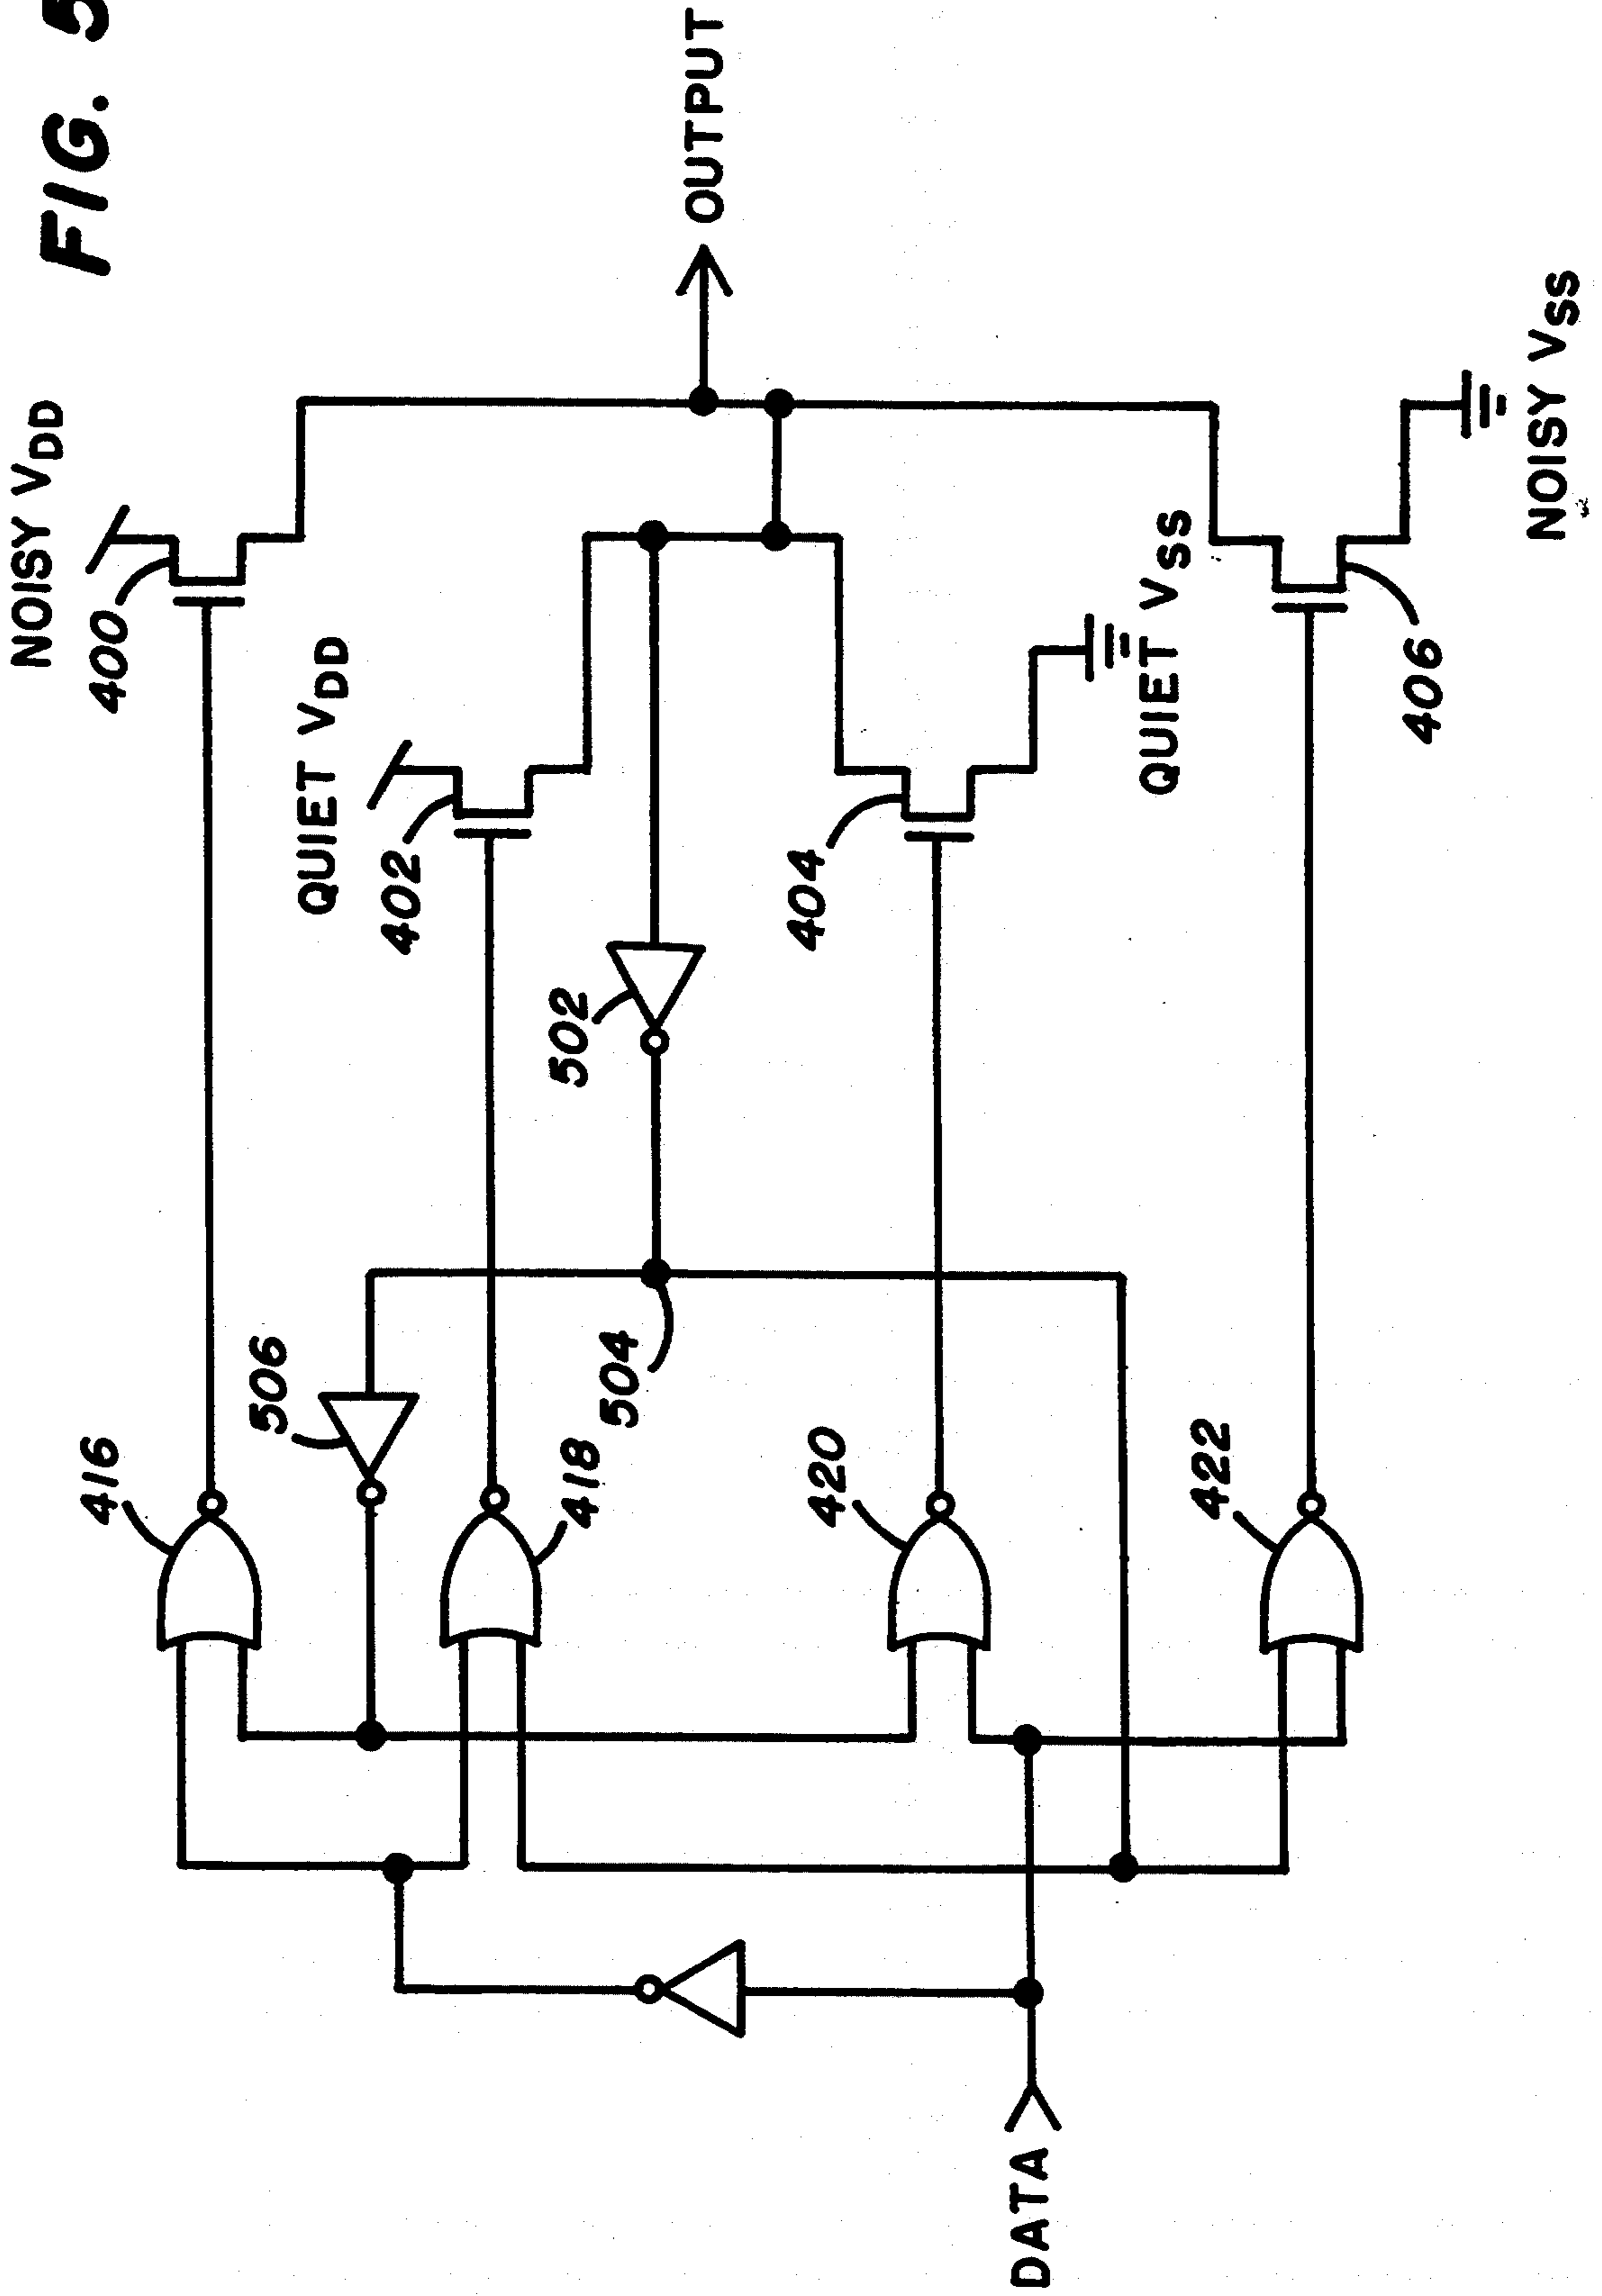 FIG. 5
NOISY VDD
400
QUIET VDD
402
416
506
418
502
504
OUTPUT
404
420
QUIET VSS
422
406
NOISY VSS
DATA